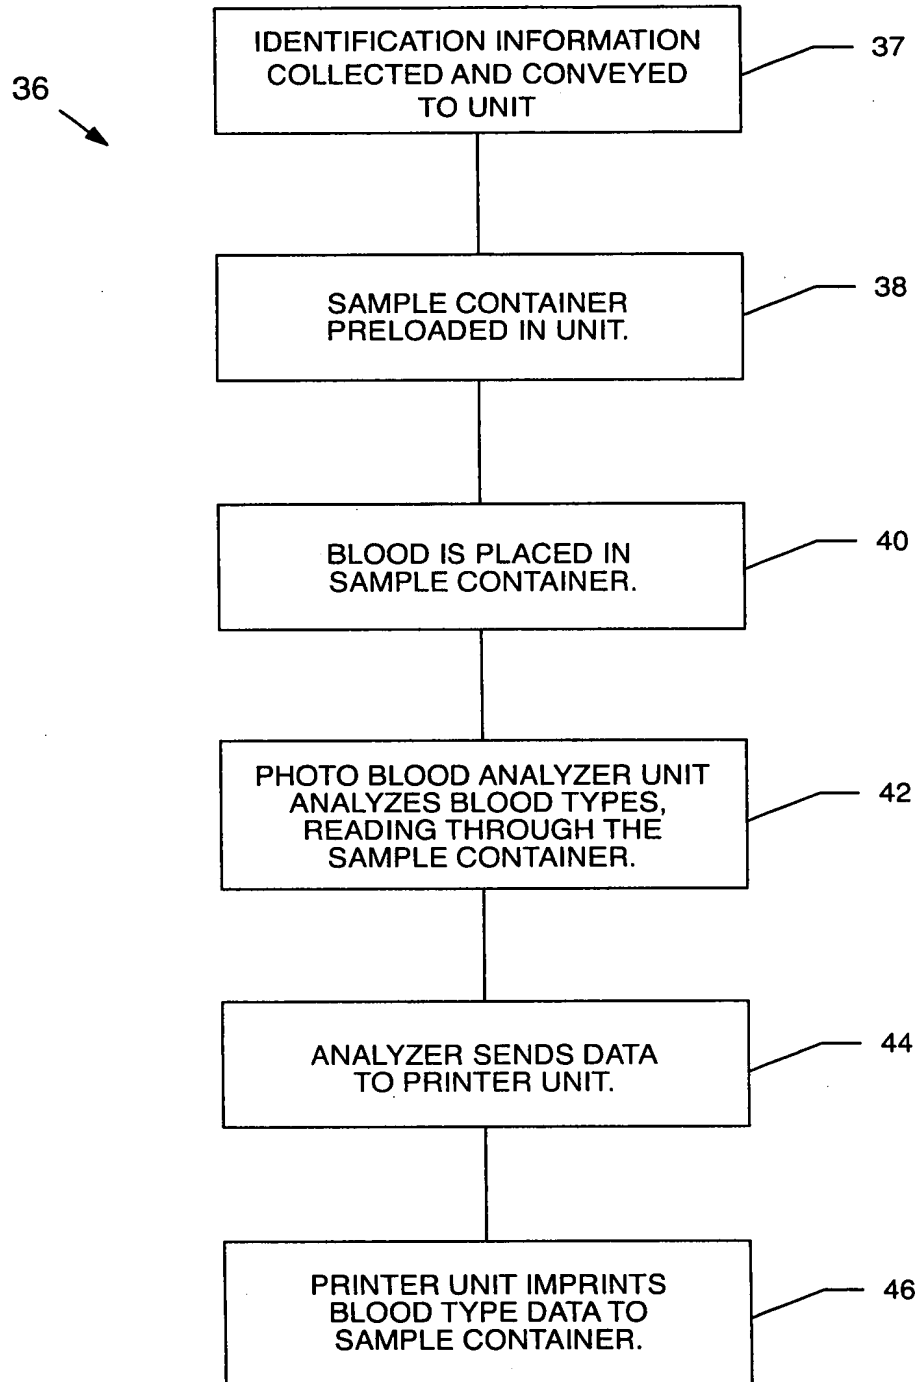 36
IDENTIFICATION INFORMATION
COLLECTED AND CONVEYED
TO UNIT
37
SAMPLE CONTAINER
PRELOADED IN UNIT.
38
BLOOD IS PLACED IN
SAMPLE CONTAINER.
40
PHOTO BLOOD ANALYZER UNIT
ANALYZES BLOOD TYPES,
READING THROUGH THE
SAMPLE CONTAINER.
42
ANALYZER SENDS DATA
TO PRINTER UNIT.
44
PRINTER UNIT IMPRINTS
BLOOD TYPE DATA TO
SAMPLE CONTAINER.
46